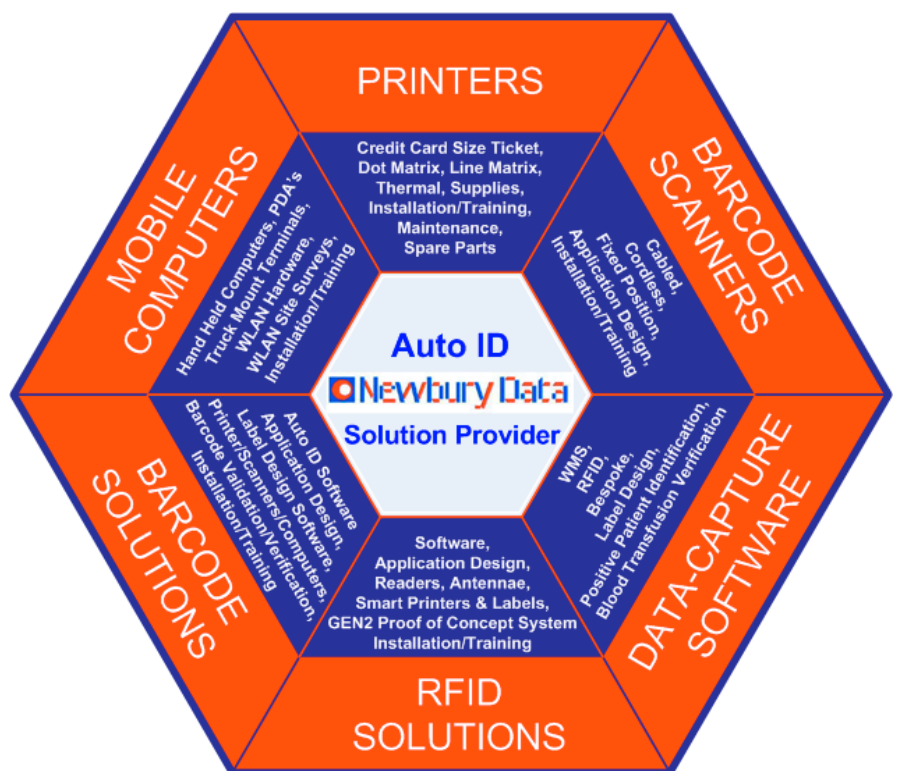 PRINTERS
Credit Card Size Ticket,
Dot Matrix, Line Matrix,
Thermal, Supplies,
Installation/Training,
Maintenance,
Spare Parts
BARCODE
SCANNERS
Cabled,
Cordless,
Fixed Position,
Application Design,
Installation/Training
DATA-CAPTURE
SOFTWARE
WMS,
RFID,
Bespoke,
Label Design,
Positive Patient Identification,
Blood Transfusion Verification
RFID
SOLUTIONS
Software,
Application Design,
Readers, Antennae,
Smart Printers & Labels,
GEN2 Proof of Concept System
Installation/Training
BARCODE
SOLUTIONS
Auto ID Software
Application Design,
Label Design Software,
Printer/Scanners/Computers,
Barcode Validation/Verification,
Installation/Training
MOBILE
COMPUTERS
Hand Held Computers, PDA's
Truck Mount Terminals,
WLAN Hardware,
WLAN Site Surveys,
Installation/Training
Auto ID
Newbury Data
Solution Provider